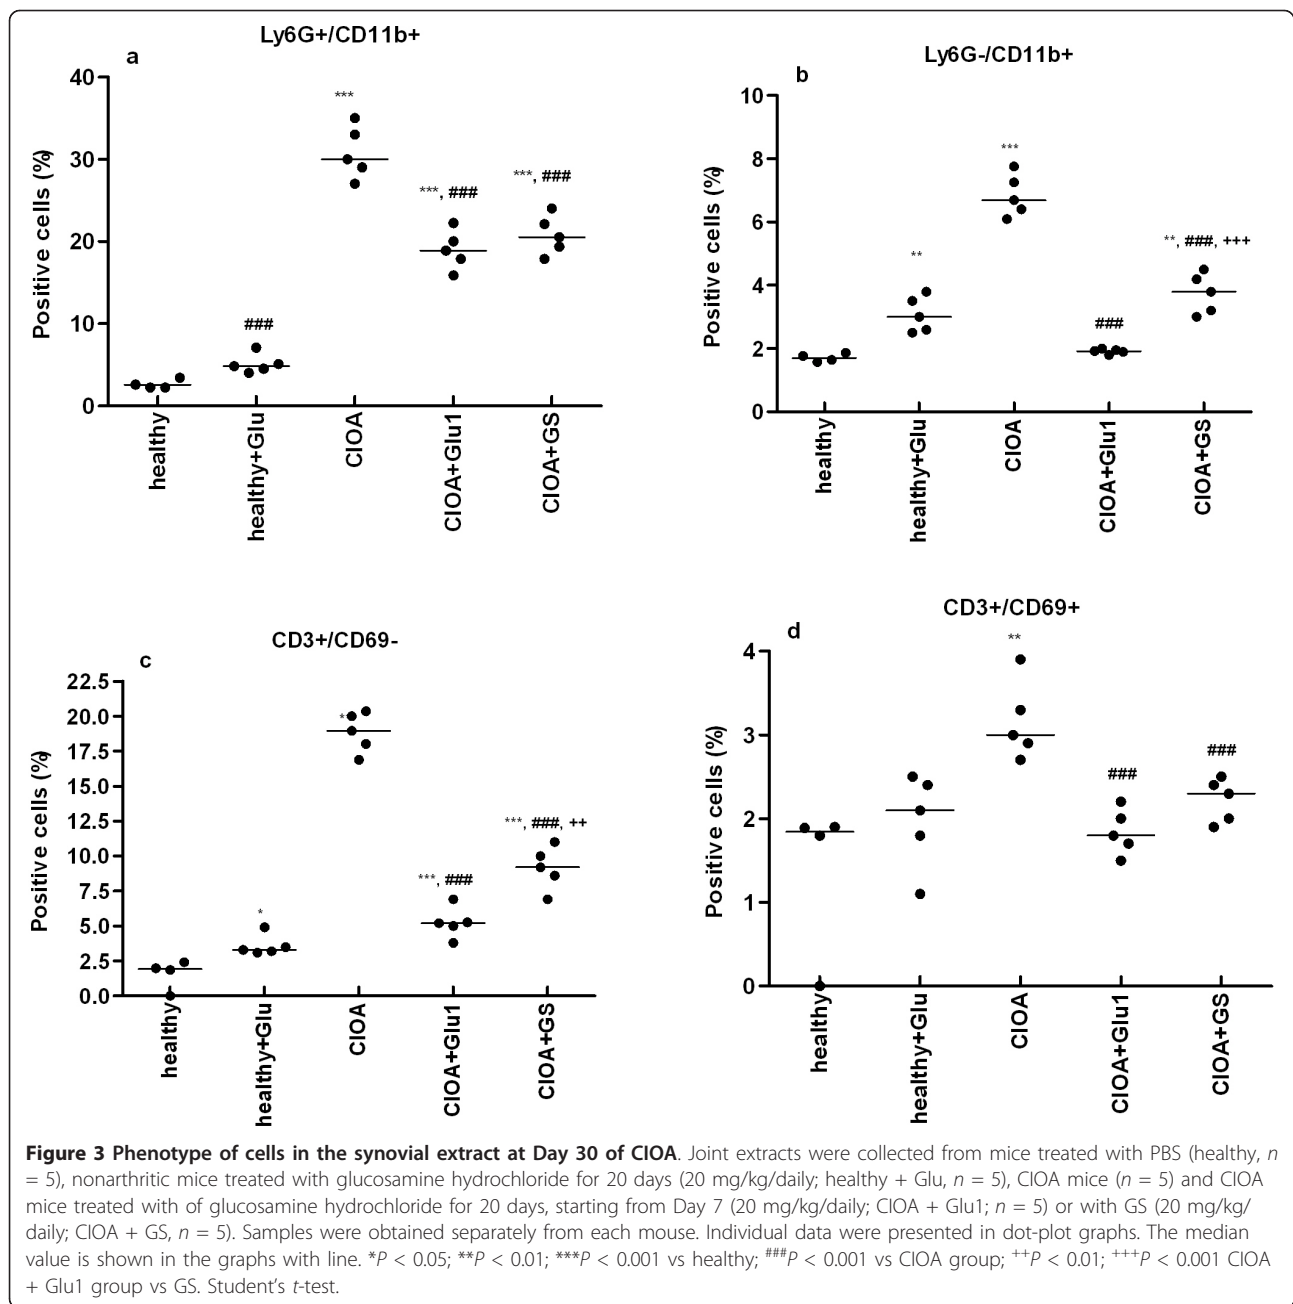 Ly6G+/CD11b+
a
***
***, ###
***, ###
###
40
30
20
10
0
Positive cells (%)
healthy
healthy+Glu
CIOA
CIOA+Glu1
CIOA+GS
Ly6G-/CD11b+
b
***
**
**, ###, +++
###
10
8
6
4
2
0
Positive cells (%)
healthy
healthy+Glu
CIOA
CIOA+Glu1
CIOA+GS
CD3+/CD69-
c
*
***, ###, ++
***, ###
*
22.5
20.0
17.5
15.0
12.5
10.0
7.5
5.0
2.5
0.0
Positive cells (%)
healthy
healthy+Glu
CIOA
CIOA+Glu1
CIOA+GS
CD3+/CD69+
d
**
###
###
4
3
2
1
0
Positive cells (%)
healthy
healthy+Glu
CIOA
CIOA+Glu1
CIOA+GS
Figure 3 Phenotype of cells in the synovial extract at Day 30 of CIOA. Joint extracts were collected from mice treated with PBS (healthy, n
= 5), nonarthritic mice treated with glucosamine hydrochloride for 20 days (20 mg/kg/daily; healthy + Glu, n = 5), CIOA mice (n = 5) and CIOA
mice treated with of glucosamine hydrochloride for 20 days, starting from Day 7 (20 mg/kg/daily; CIOA + Glu1; n = 5) or with GS (20 mg/kg/
daily; CIOA + GS, n = 5). Samples were obtained separately from each mouse. Individual data were presented in dot-plot graphs. The median
value is shown in the graphs with line. *P < 0.05; **P < 0.01; ***P < 0.001 vs healthy; ###P < 0.001 vs CIOA group; ++P < 0.01; +++P < 0.001 CIOA
+ Glu1 group vs GS. Student's t-test.